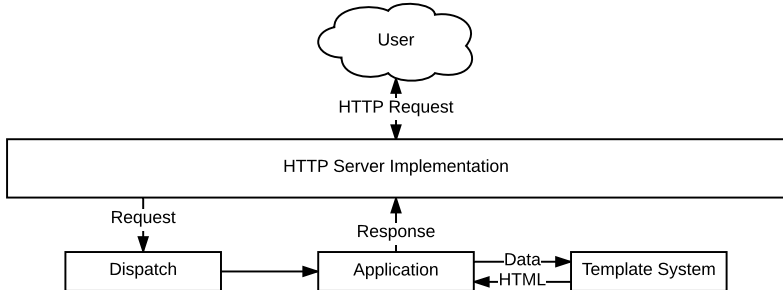 User
HTTP Request
HTTP Server Implementation
Request
Response
Dispatch
Application
Data
HTML
Template System